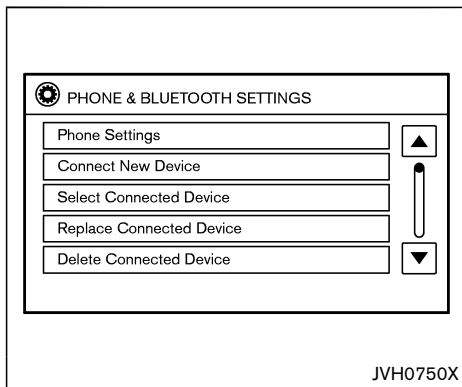 PHONE & BLUETOOTH SETTINGS
Phone Settings
Connect New Device
Select Connected Device
Replace Connected Device
Delete Connected Device
JVH0750X